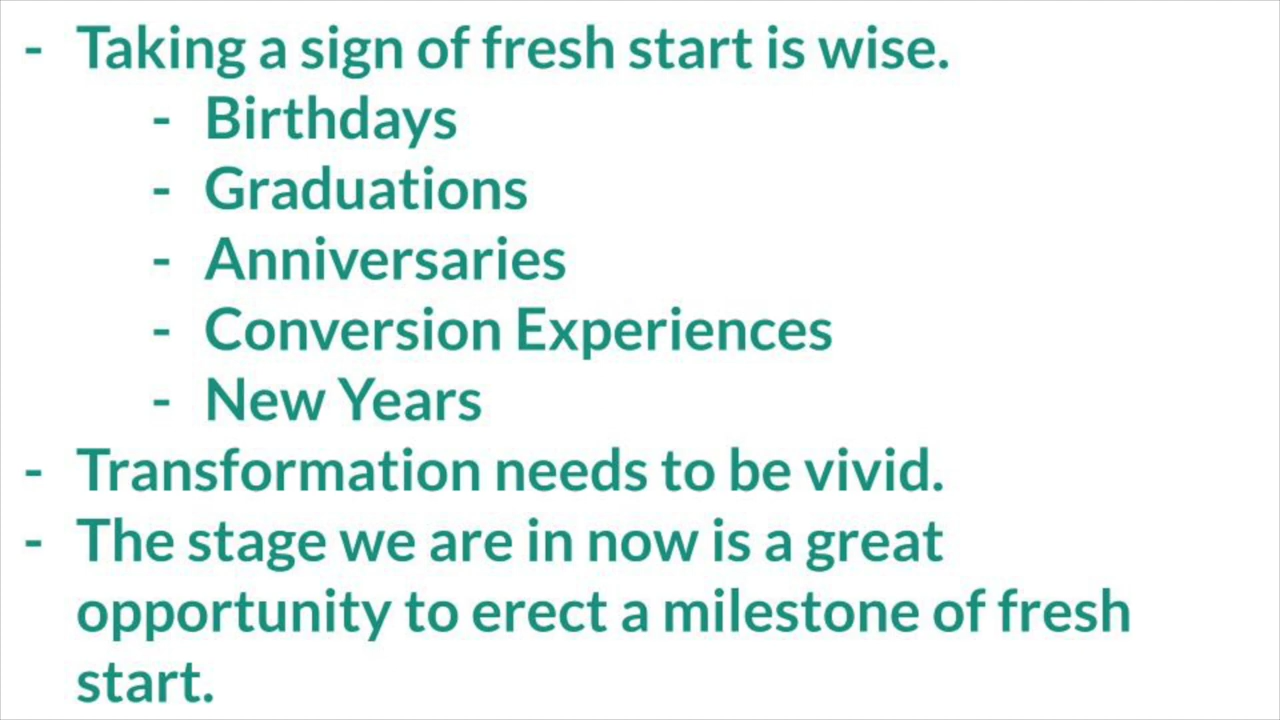 - Taking a sign of fresh start is wise.
- Birthdays
- Graduations
- Anniversaries
- Conversion Experiences
- New Years
- Transformation needs to be vivid.
- The stage we are in now is a great
opportunity to erect a milestone of fresh
start.